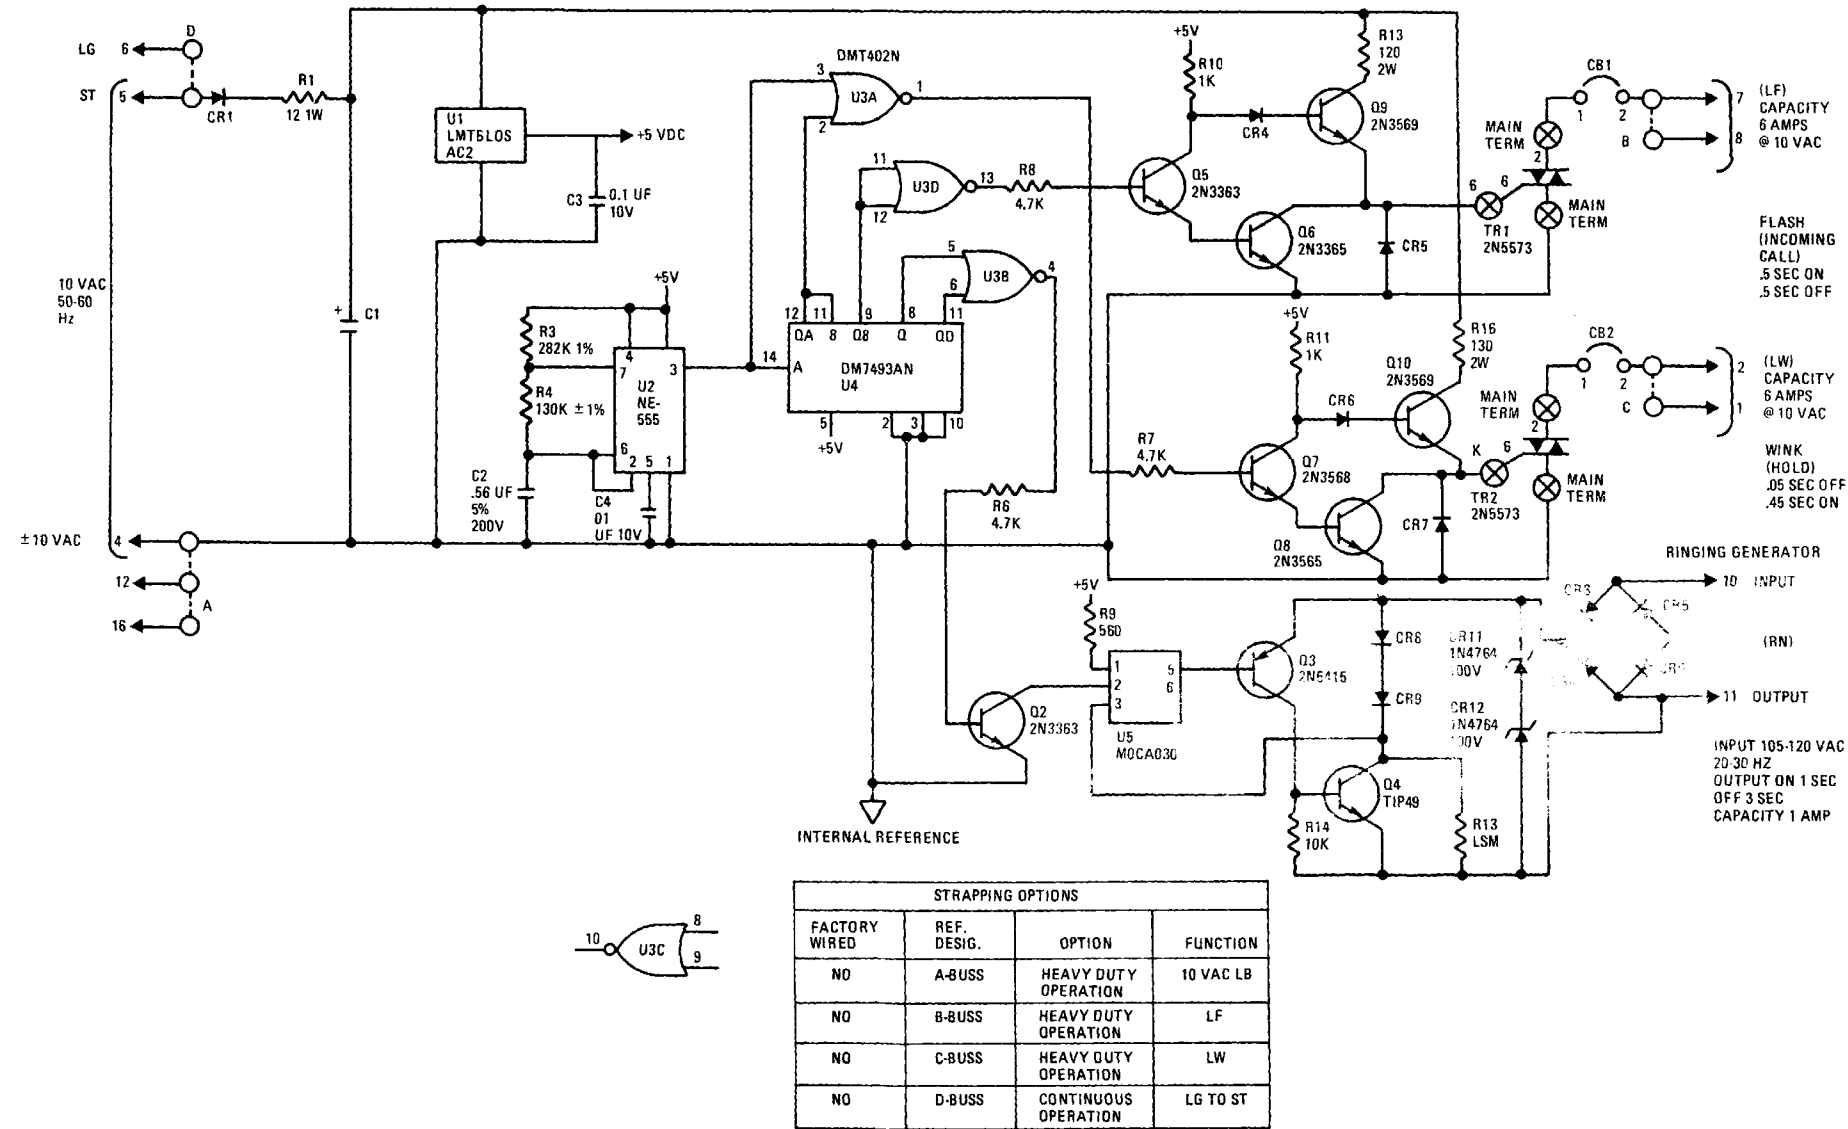 D
LG 6
ST 5
CR1
R1
12 1W
U1
LMT5LOS
AC2
+5 VDC
C3
0.1 UF
10V
10 VAC
50-60
Hz
+
C1
±10 VAC 4
12
16
A
+5V
R3
282K 1%
R4
130K ±1%
4
7
3
U2
NE-
555
6
2
5
1
C2
.56 UF
5%
200V
C4
01
UF 10V
DMT402N
3
2
U3A
1
11
12
U3D
13
R8
4.7K
5
6
U3B
4
12
11
9
8
11
QA
8
Q8
Q
QD
14
A
DM7493AN
U4
5
2
3
10
+5V
R6
4.7K
+5V
R10
1K
CR4
Q5
2N3363
Q6
2N3365
R13
120
2W
Q9
2N3569
CR5
6
6
TR1
2N5573
MAIN
TERM
2
MAIN
TERM
CB1
1
2
B
7
8
(LF)
CAPACITY
6 AMPS
@ 10 VAC
FLASH
(INCOMING
CALL)
.5 SEC ON
.5 SEC OFF
+5V
R11
1K
CR6
Q10
2N3569
R16
130
2W
R7
4.7K
Q7
2N3568
Q8
2N3565
CR7
K
6
TR2
2N5573
MAIN
TERM
2
MAIN
TERM
CB2
1
2
C
2
1
(LW)
CAPACITY
6 AMPS
@ 10 VAC
WINK
(HOLD)
.05 SEC OFF
.45 SEC ON
RINGING GENERATOR
10 INPUT
CR3
CR5
(RN)
11 OUTPUT
INPUT 105-120 VAC
20-30 HZ
OUTPUT ON 1 SEC
OFF 3 SEC
CAPACITY 1 AMP
+5V
R9
560
1
2
3
5
6
U5
MOCA030
Q2
2N3363
Q3
2N5415
CR8
CR9
CR11
1N4764
100V
CR12
1N4764
100V
Q4
TIP49
R14
10K
R13
LSM
INTERNAL REFERENCE
10
U3C
8
9
STRAPPING OPTIONS
FACTORY WIRED REF. DESIG. OPTION FUNCTION
NO A-BUSS HEAVY DUTY OPERATION 10 VAC LB
NO B-BUSS HEAVY DUTY OPERATION LF
NO C-BUSS HEAVY DUTY OPERATION LW
NO D-BUSS CONTINUOUS OPERATION LG TO ST